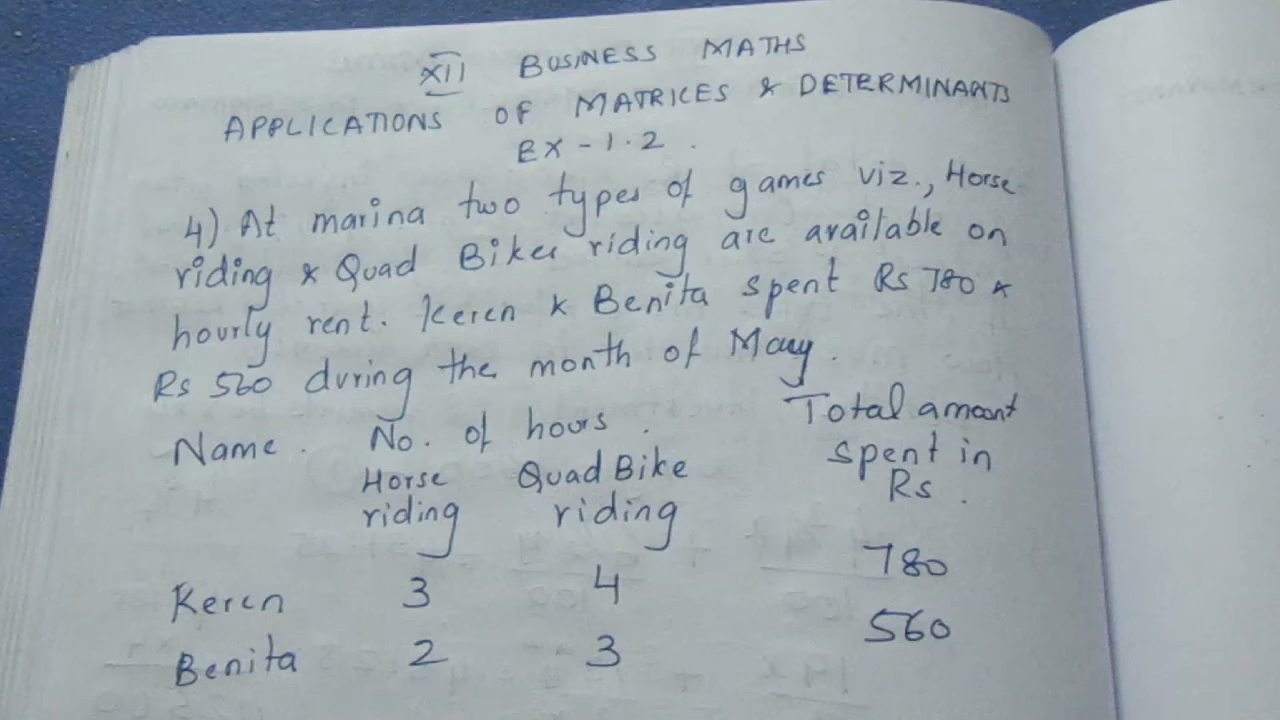 XII BUSINESS MATHS
APPLICATIONS OF MATRICES & DETERMINANTS
EX - 1.2.
4) At marina two types of games viz., Horse
riding & Quad Bikes riding are available on
hourly rent. Keren & Benita spent Rs 780 &
Rs 560 during the month of May.
Name. No. of hours. Total amount
Horse Quad Bike spent in
riding riding Rs.
Keren 3 4 780
Benita 2 3 560